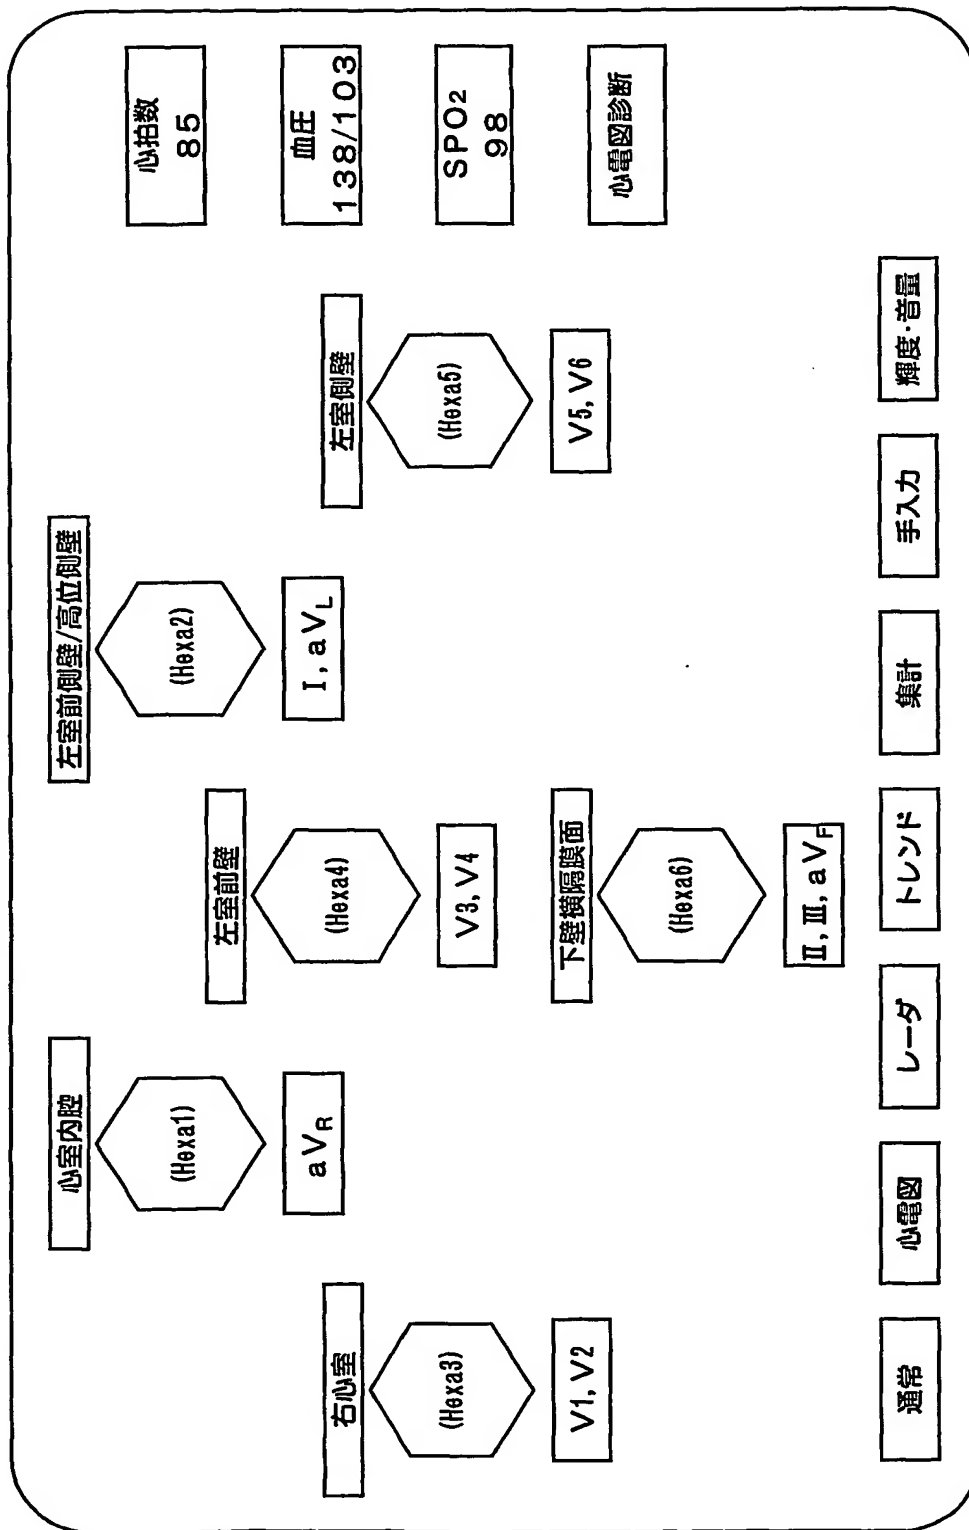 心室内腔
(Hexa1)
aVR
左室前側壁/高位側壁
(Hexa2)
I, aVL
心拍数
85
右心室
(Hexa3)
V1, V2
左室前壁
(Hexa4)
V3, V4
左室側壁
(Hexa5)
V5, V6
血圧
138/103
SPO2
98
下壁横隔膜面
(Hexa6)
II, III, aVF
心電図診断
通常
心電図
レーダ
トレンド
集計
手入力
輝度・音量